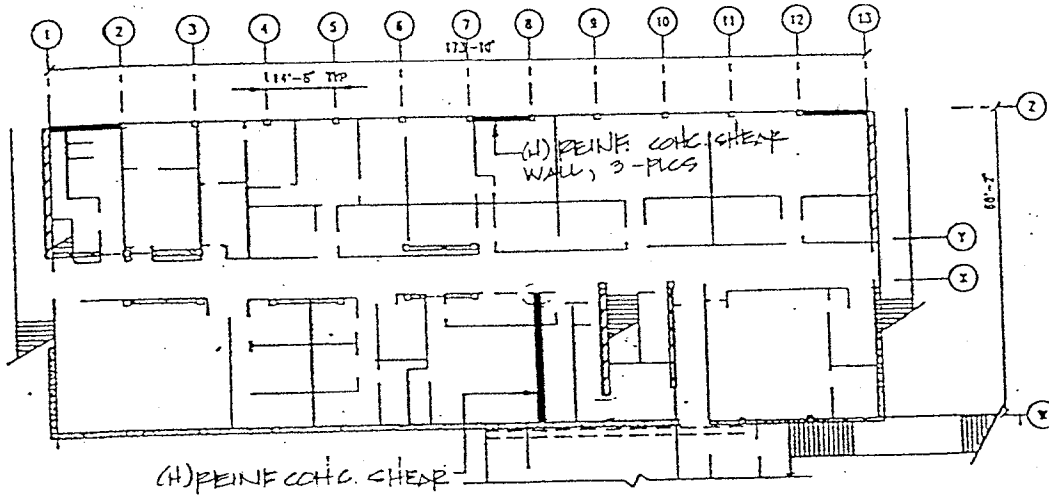 1 2 3 4 5 6 7 8 9 10 11 12 13
173'-10"
14'-5" TYP
Z
(N) REINF. CONC. SHEAR
WALL, 3-PLCS
60'-2"
Y
X
(N) REINF CONC. SHEAR